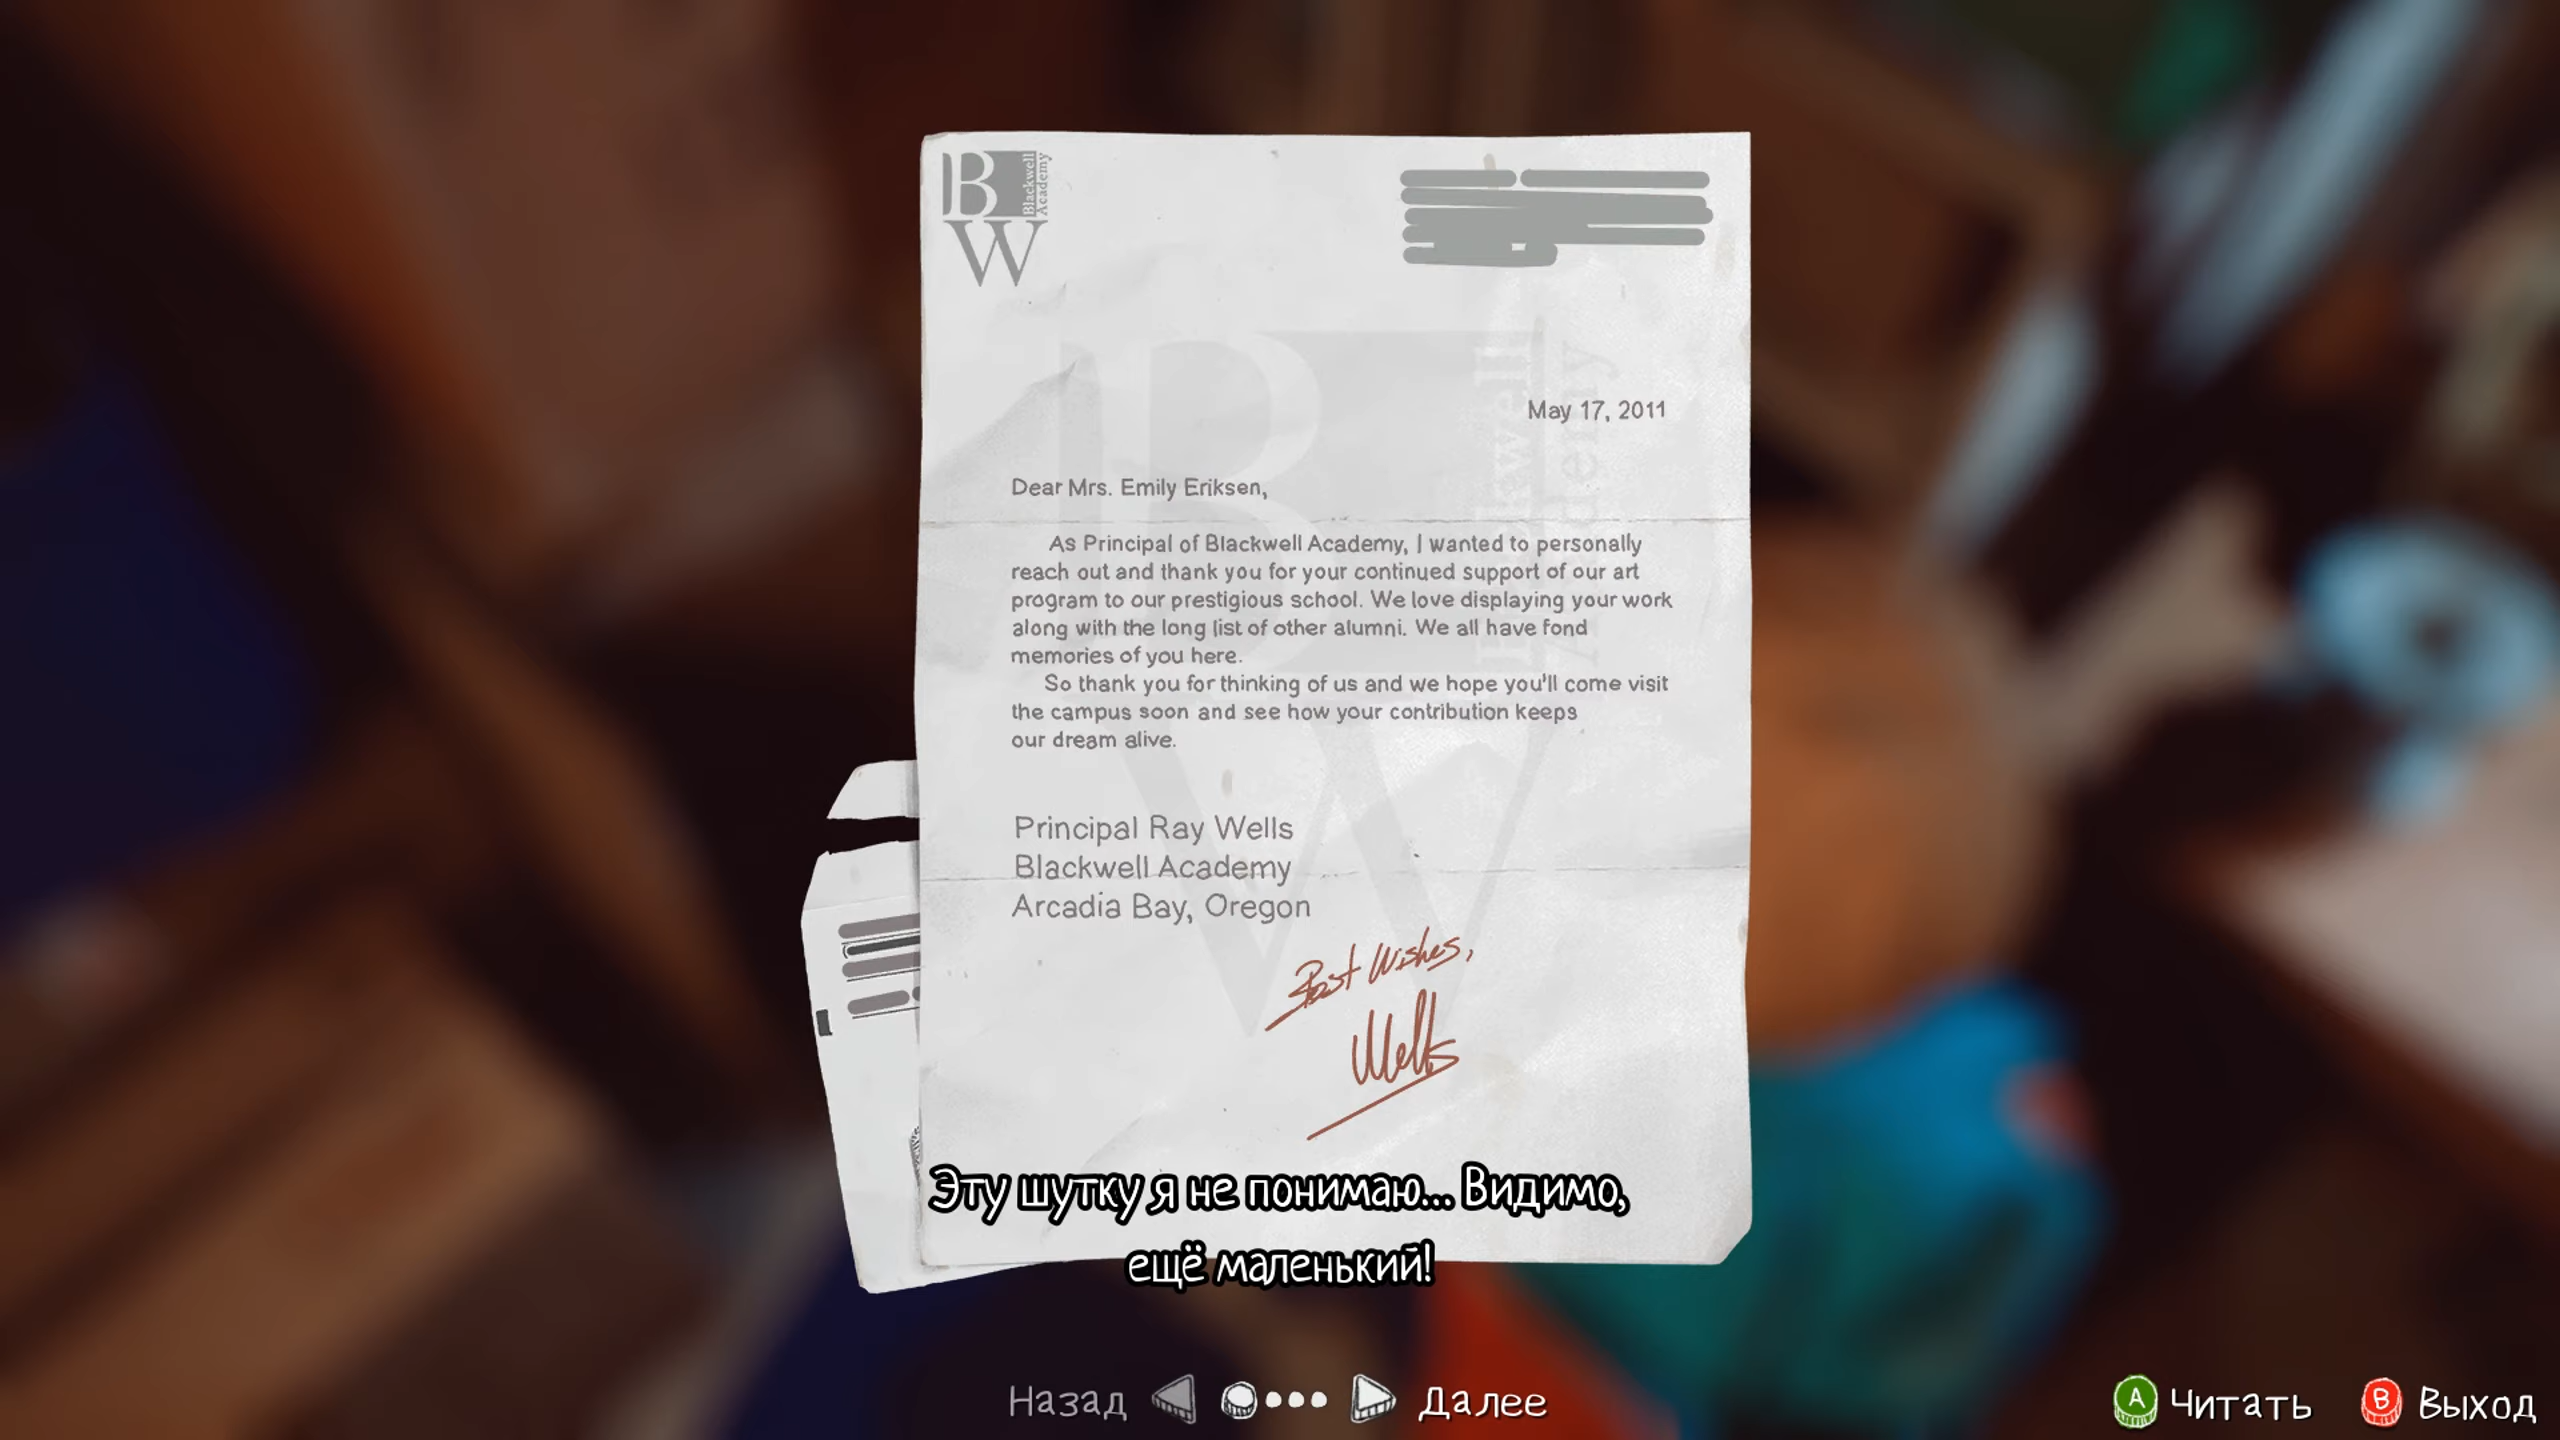 B
Blackwell
Academy
W
May 17, 2011
Dear Mrs. Emily Eriksen,
As Principal of Blackwell Academy, I wanted to personally
reach out and thank you for your continued support of our art
program to our prestigious school. We love displaying your work
along with the long list of other alumni. We all have fond
memories of you here.
So thank you for thinking of us and we hope you'll come visit
the campus soon and see how your contribution keeps
our dream alive.
Principal Ray Wells
Blackwell Academy
Arcadia Bay, Oregon
Best Wishes,
Wells
Эту шутку я не понимаю... Видимо,
ещё маленький!
Назад Далее
A Читать B Выход